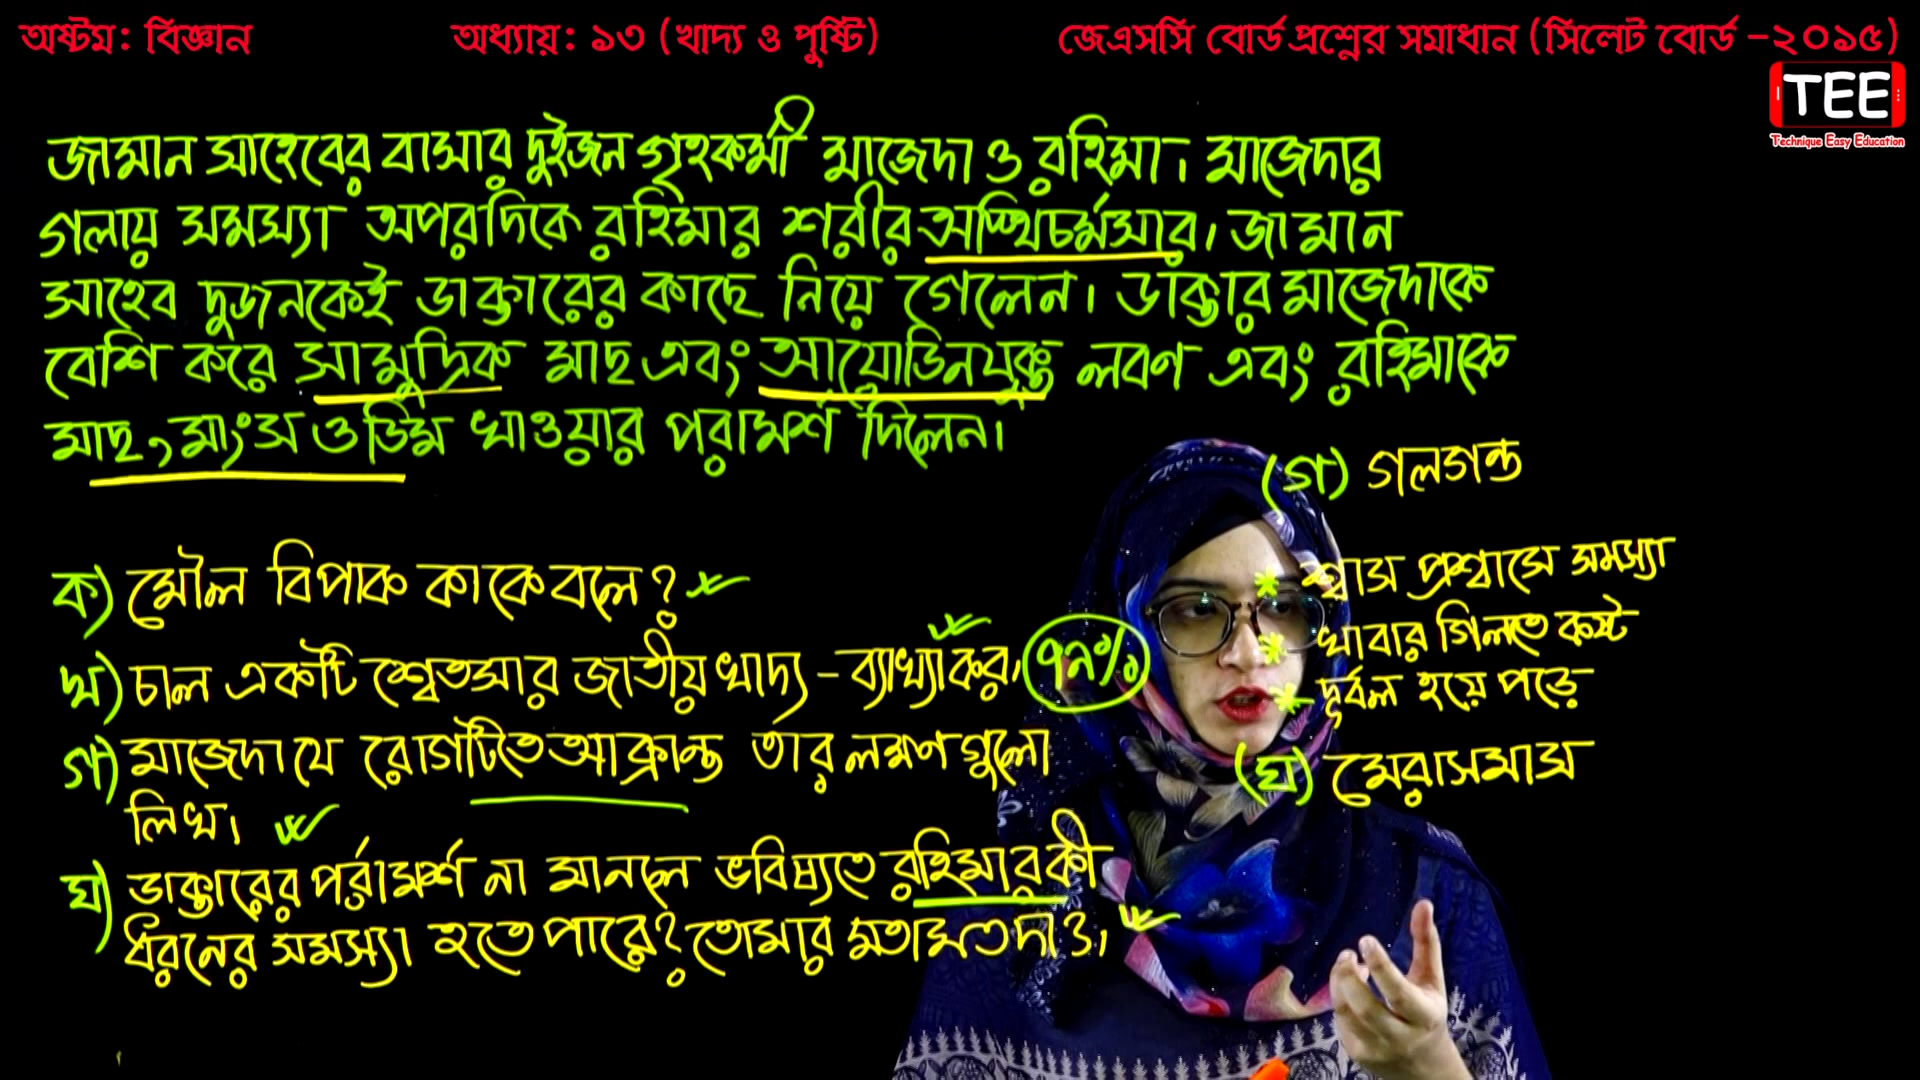 অষ্টম: বিজ্ঞান
অধ্যায়: ১৩ (খাদ্য ও পুষ্টি)
জেএসসি বোর্ড প্রশ্নের সমাধান (সিলেট বোর্ড -২০১৫)
TEE
Technique Easy Education
জামান সাহেবের বাসার দুইজন গৃহকর্মী মাজেদা ও রহিমা। মাজেদার
গলায় সমস্যা অপরদিকে রহিমার শরীর অস্থিচর্মসার। জামান
সাহেব দুজনকেই ডাক্তারের কাছে নিয়ে গেলেন। ডাক্তার মাজেদাকে
বেশি করে সামুদ্রিক মাছ এবং আয়োডিনযুক্ত লবণ এবং রহিমাকে
মাছ, মাংস ও ডিম খাওয়ার পরামর্শ দিলেন।
ক) মৌল বিপাক কাকে বলে?
খ) চাল একটি শ্বেতসার জাতীয় খাদ্য - ব্যাখ্যা কর। ৭৯%
গ) মাজেদা যে রোগটিতে আক্রান্ত তার লক্ষণ গুলো
লিখ।
ঘ) ডাক্তারের পর্রামর্শ না মানলে ভবিষ্যতে রহিমার কী
ধরনের সমস্যা হতে পারে? তোমার মতামত দাও।
(গ) গলগন্ড
* শ্বাস প্রশ্বাসে সমস্যা
* খাবার গিলতে কষ্ট
* দূর্বল হয়ে পড়ে
(ঘ) মেরাসমাস